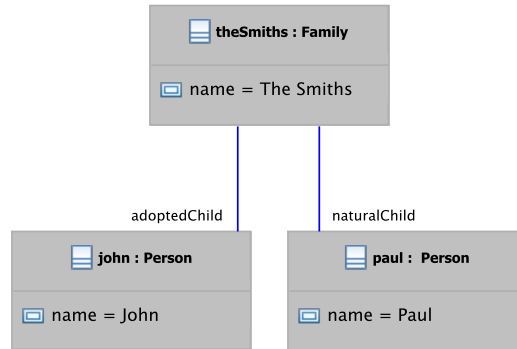 theSmiths : Family
name = The Smiths
adoptedChild
naturalChild
john : Person
name = John
paul :  Person
name = Paul